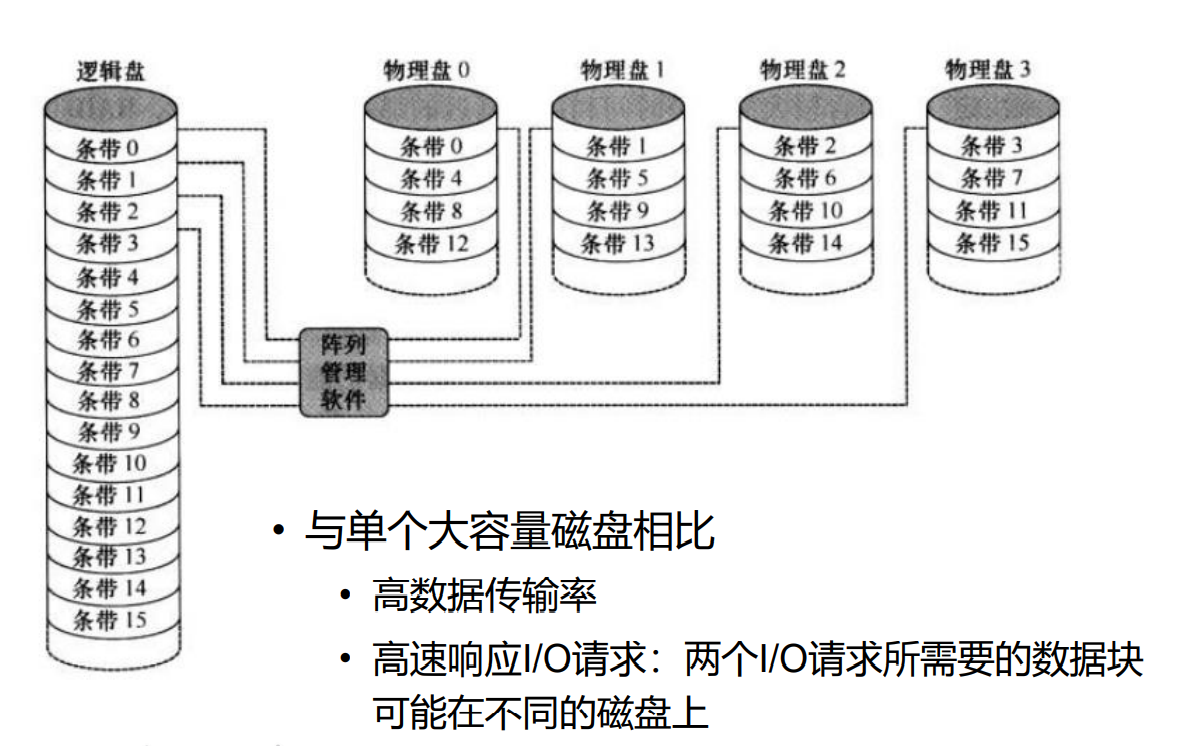 逻辑盘 物理盘 0 物理盘 1 物理盘 2 物理盘 3
条带 0 条带 0 条带 1 条带 2 条带 3
条带 1 条带 4 条带 5 条带 6 条带 7
条带 2 条带 8 条带 9 条带 10 条带 11
条带 3 条带 12 条带 13 条带 14 条带 15
条带 4
条带 5
条带 6
条带 7
条带 8
条带 9
条带 10
条带 11
条带 12
条带 13
条带 14
条带 15
阵列
管理
软件
• 与单个大容量磁盘相比
• 高数据传输率
• 高速响应I/O请求：两个I/O请求所需要的数据块
可能在不同的磁盘上